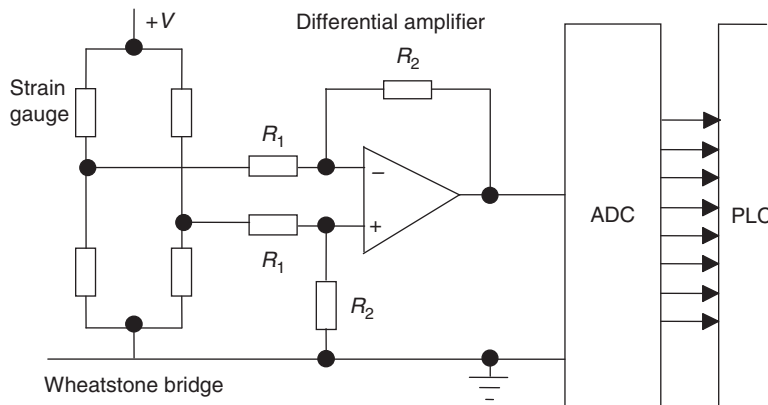 +V
Differential amplifier
R2
Strain
gauge
R1
−
ADC
PLC
+
R1
R2
Wheatstone bridge